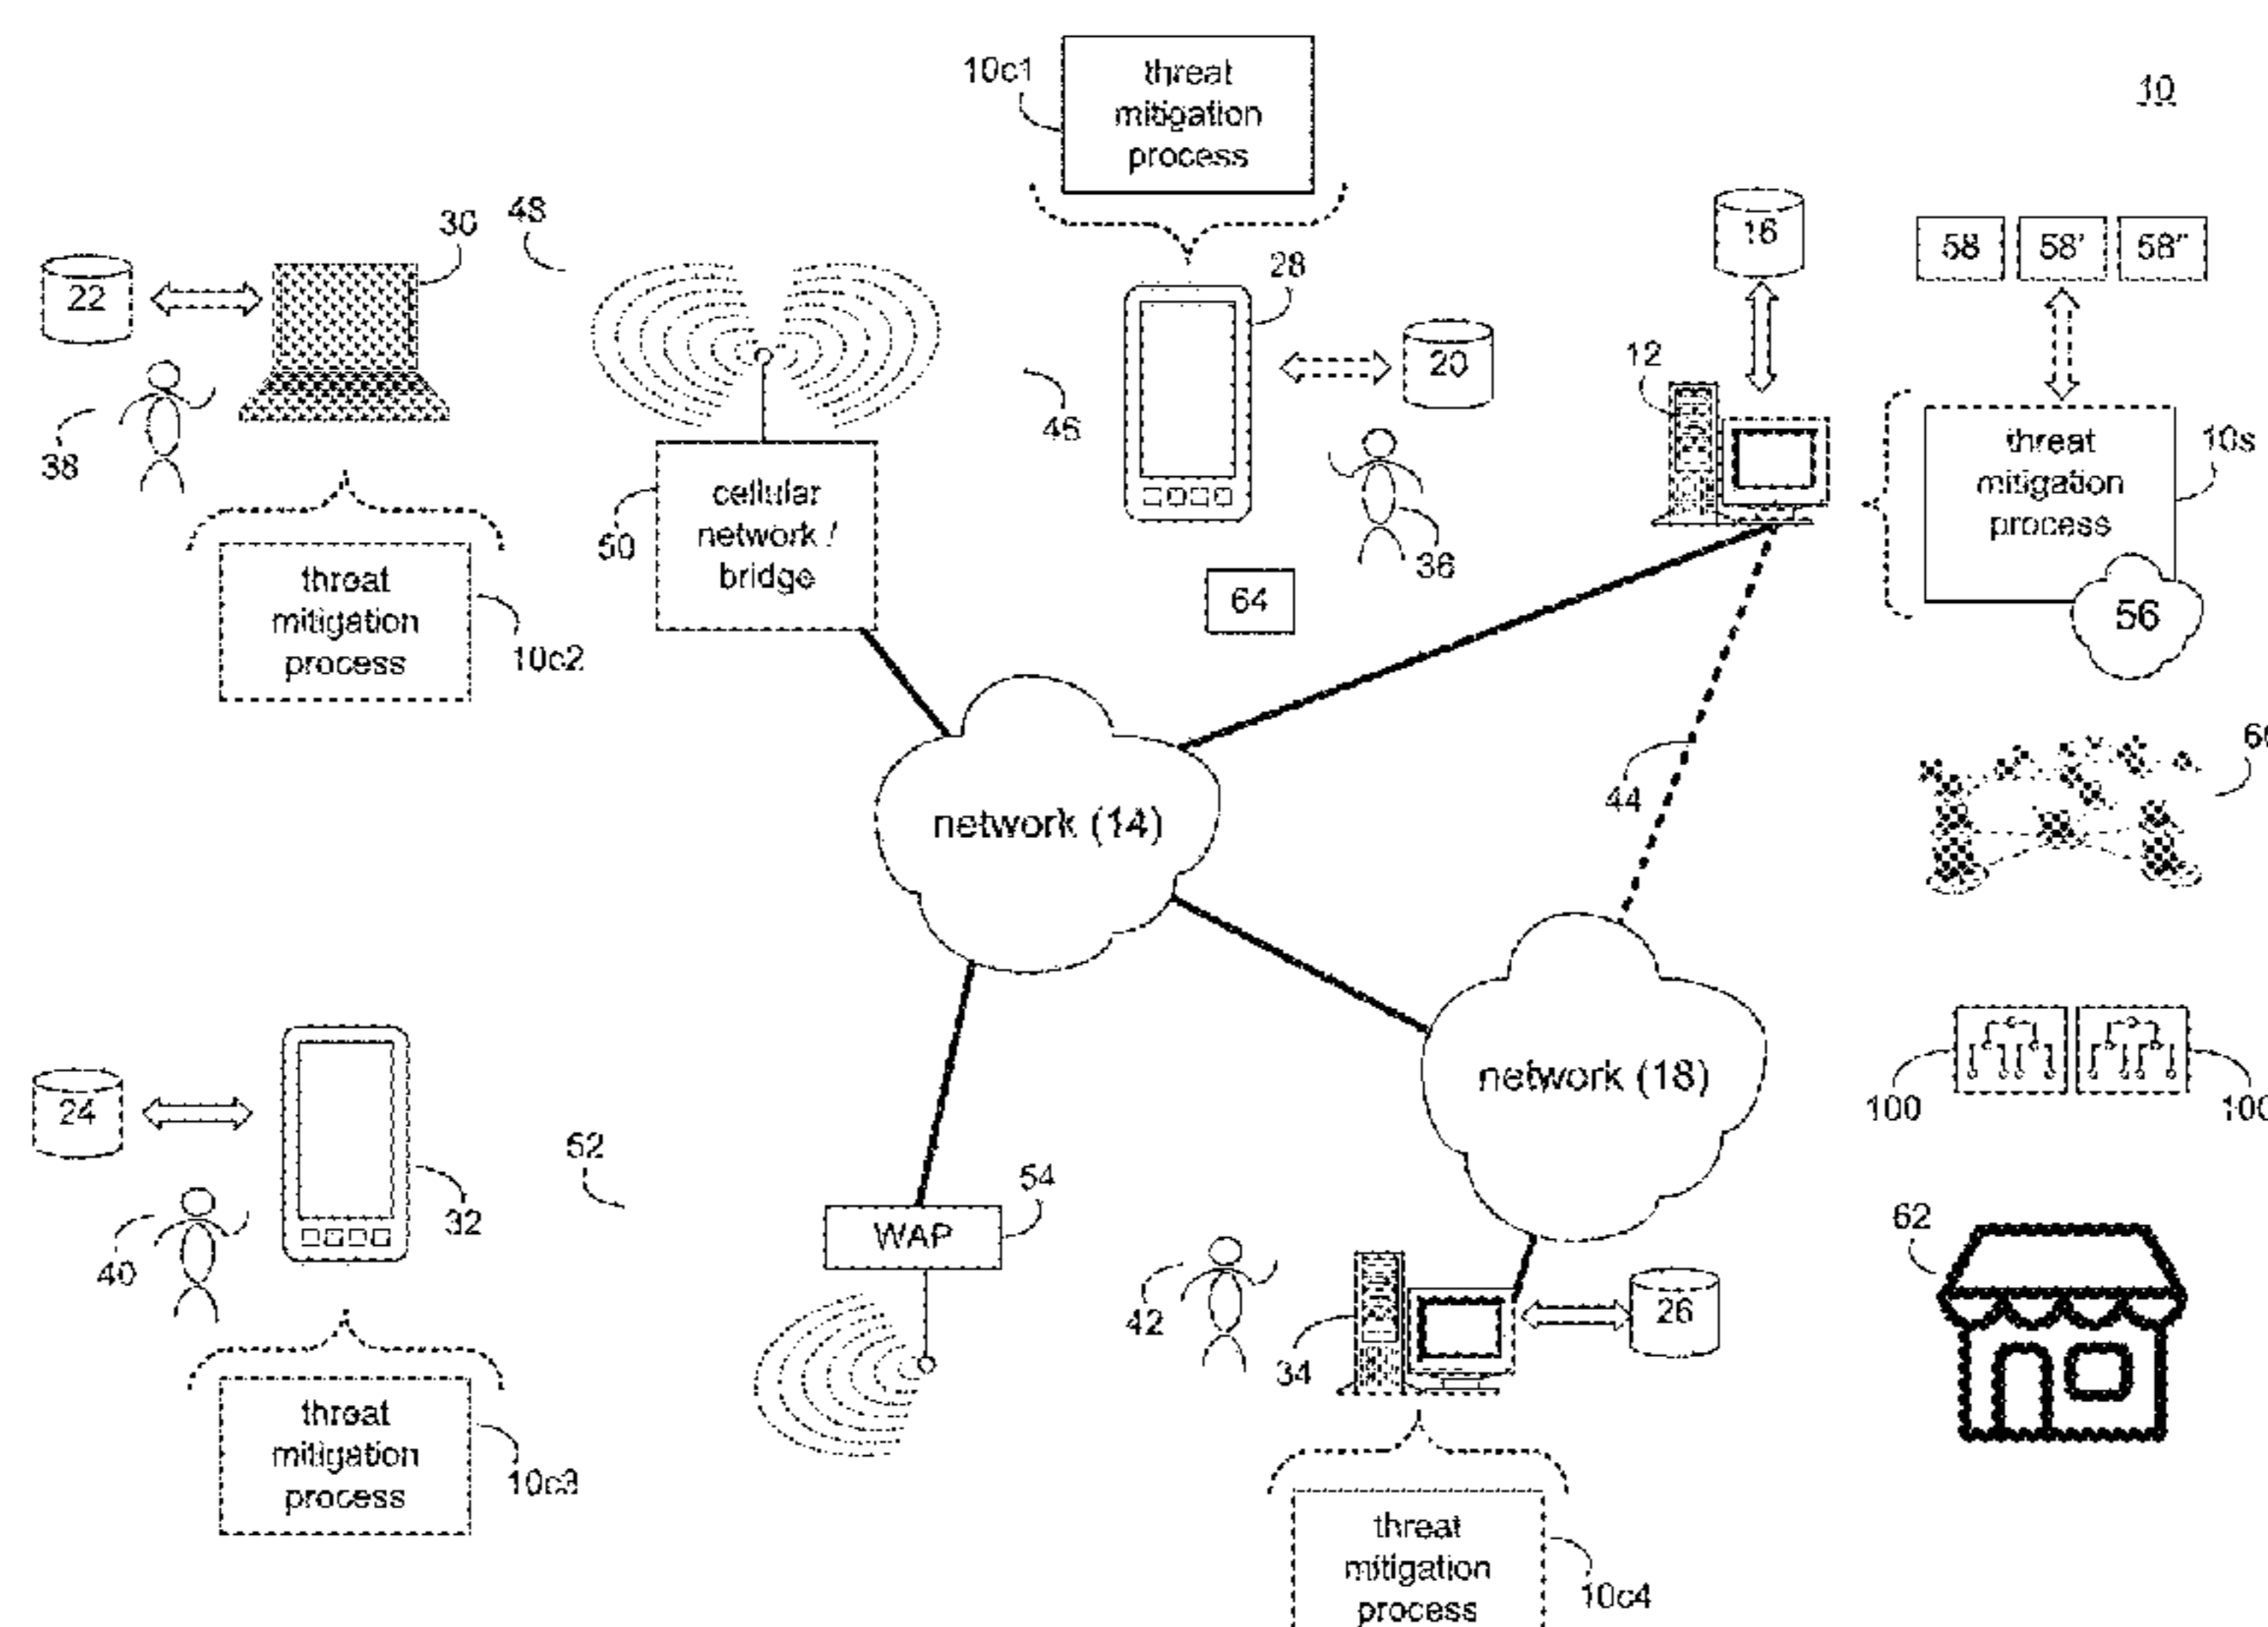 10c1
threat
mitigation
process
10
30
48
22
28
16
58
58'
58"
12
20
46
38
threat
mitigation
process
10s
cellular
network /
bridge
50
36
64
56
threat
mitigation
process
10c2
44
network (14)
network (18)
100
62
24
32
40
52
54
WAP
42
34
26
threat
mitigation
process
10c3
threat
mitigation
process
10c4